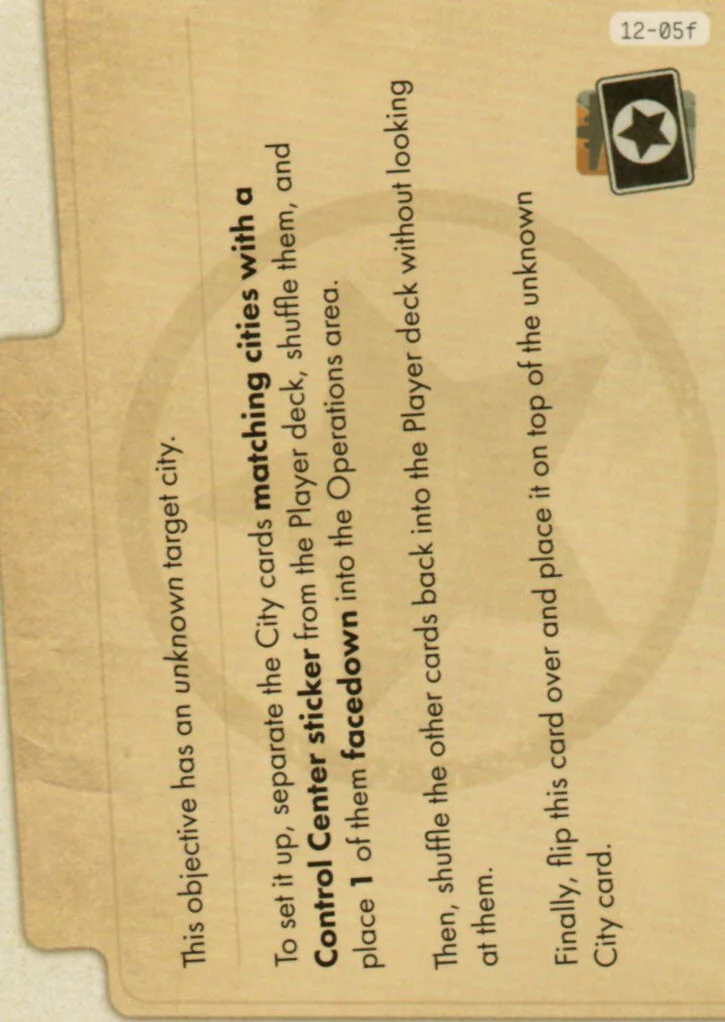 This objective has an unknown target city.
To set it up, separate the City cards matching cities with a
Control Center sticker from the Player deck, shuffle them, and
place 1 of them facedown into the Operations area.
Then, shuffle the other cards back into the Player deck without looking
at them.
Finally, flip this card over and place it on top of the unknown
City card.
12-05f